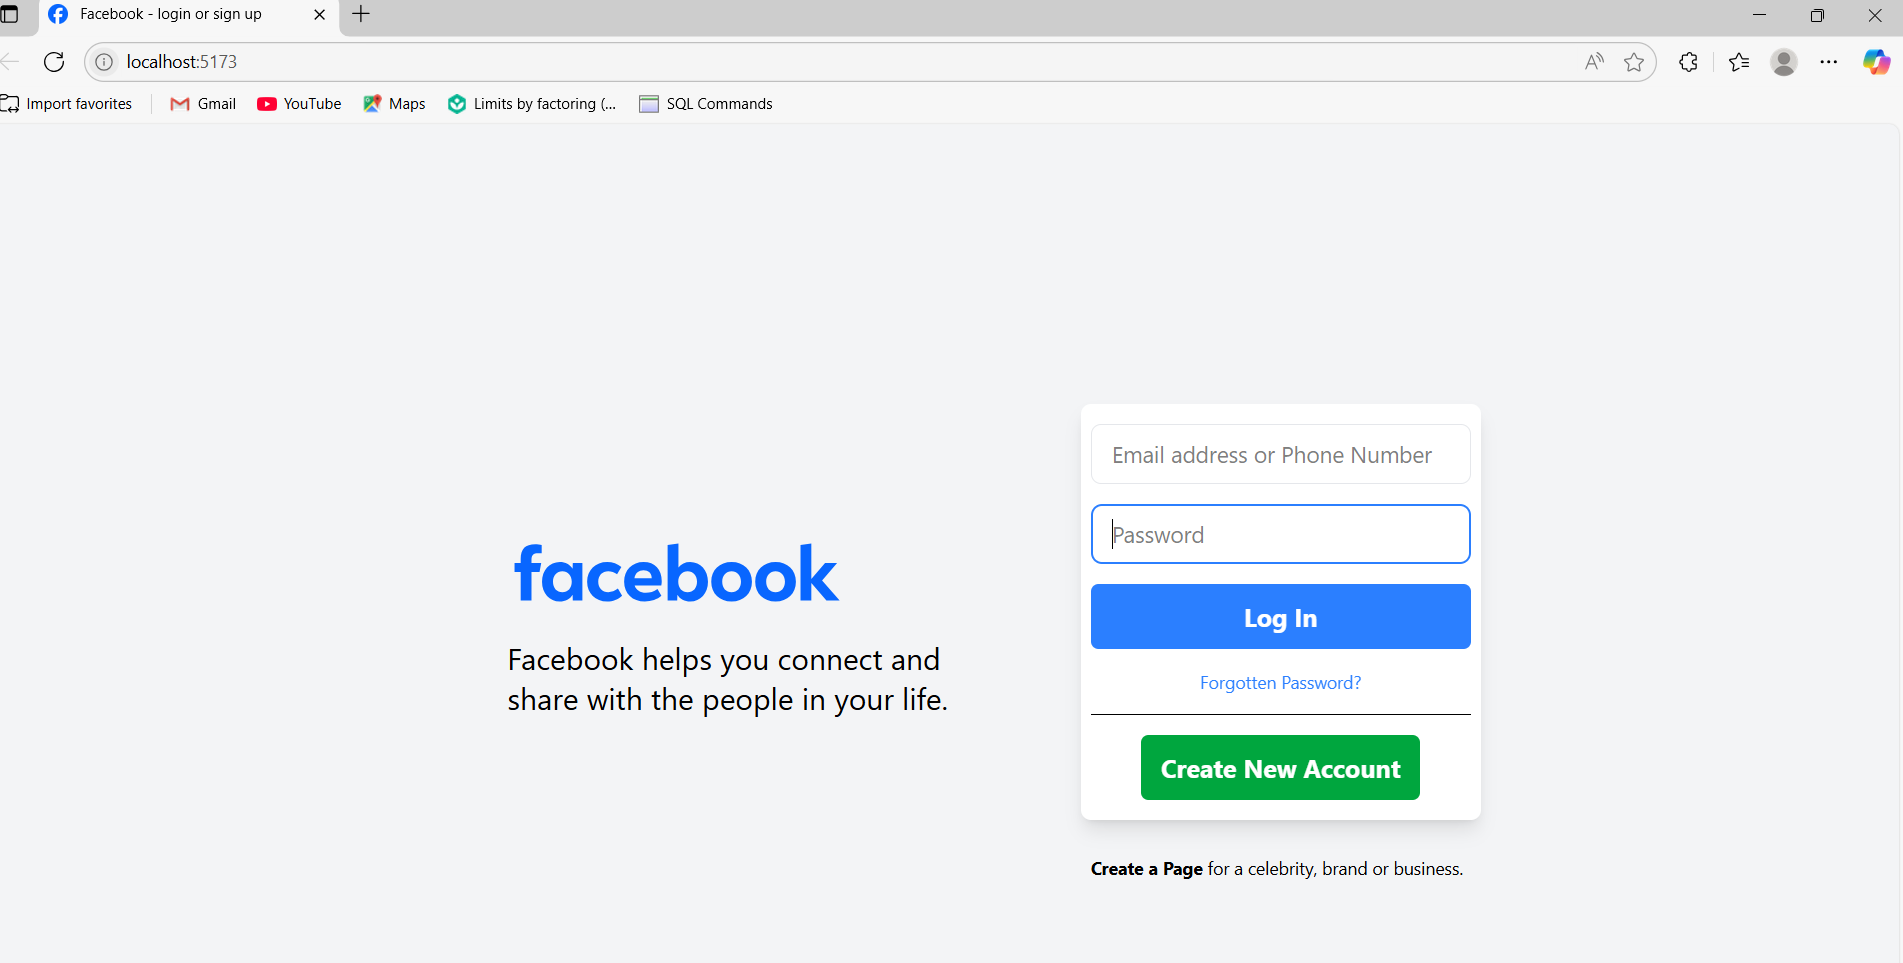 Facebook - login or sign up
localhost:5173
Import favorites
Gmail
YouTube
Maps
Limits by factoring (...
SQL Commands
Email address or Phone Number
Password
facebook
Log In
Facebook helps you connect and
share with the people in your life.
Forgotten Password?
Create New Account
Create a Page for a celebrity, brand or business.